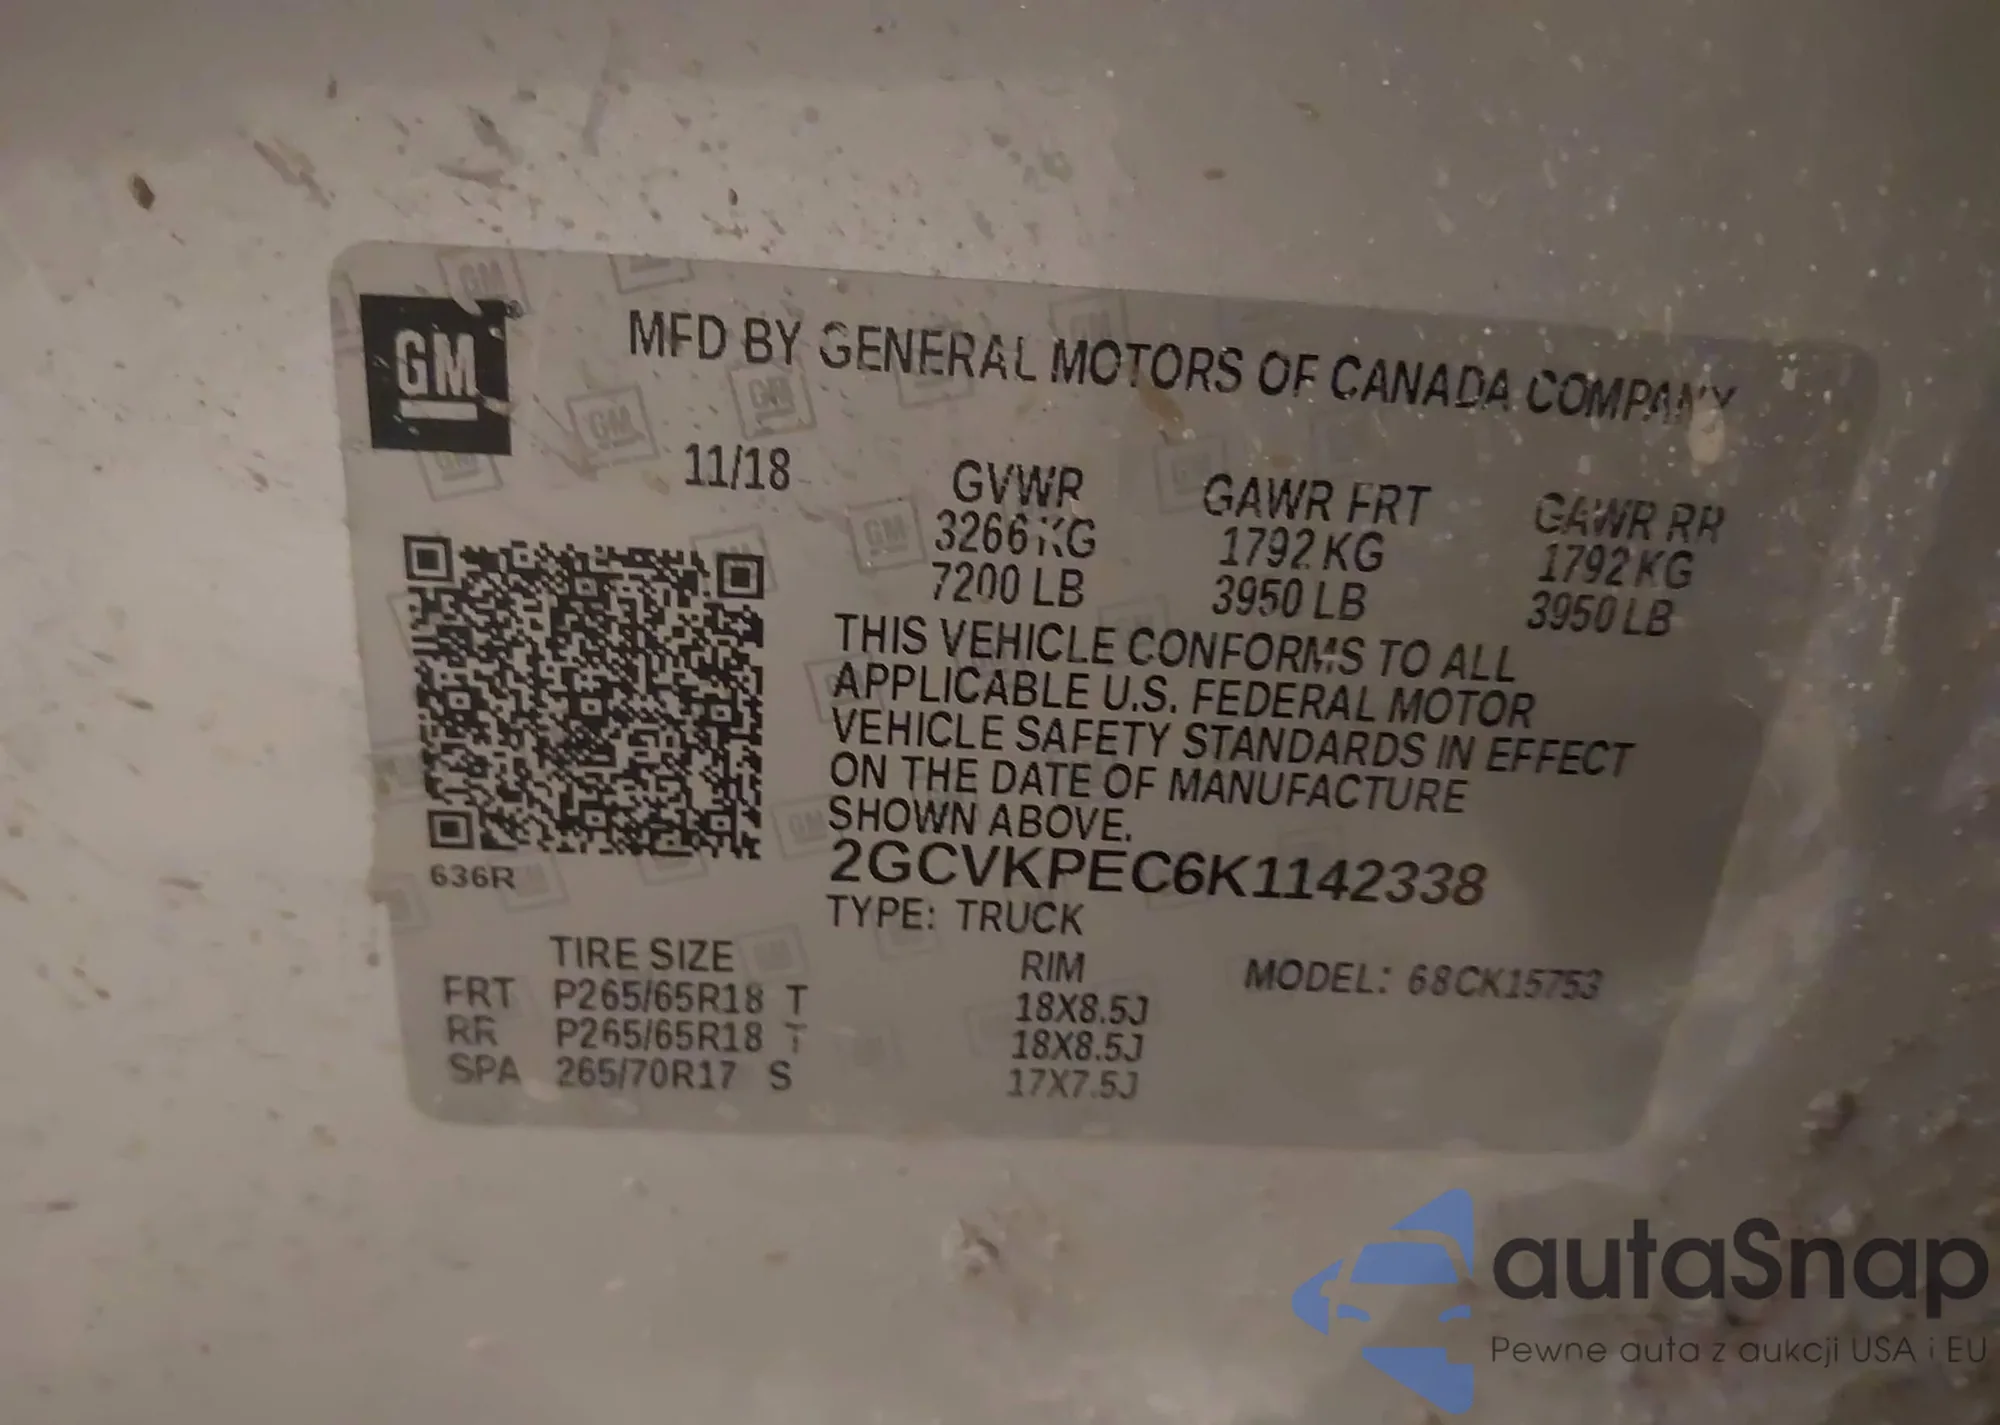 GM
MFD BY GENERAL MOTORS OF CANADA COMPANY
11/18
GVWR GAWR FRT GAWR RR
3266 KG 1792 KG 1792 KG
7200 LB 3950 LB 3950 LB
THIS VEHICLE CONFORMS TO ALL
APPLICABLE U.S. FEDERAL MOTOR
VEHICLE SAFETY STANDARDS IN EFFECT
ON THE DATE OF MANUFACTURE
SHOWN ABOVE.
2GCVKPEC6K1142338
636R
TYPE: TRUCK
TIRE SIZE RIM MODEL: 68CK15753
FRT P265/65R18 T 18X8.5J
RR P265/65R18 T 18X8.5J
SPA 265/70R17 S 17X7.5J
autaSnap
Pewne auta z aukcji USA i EU